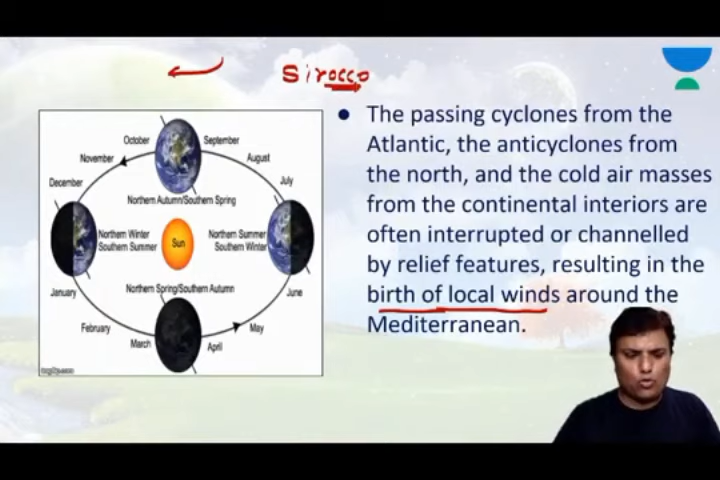 Sirocco
● The passing cyclones from the
Atlantic, the anticyclones from
the north, and the cold air masses
from the continental interiors are
often interrupted or channelled
by relief features, resulting in the
birth of local winds around the
Mediterranean.
October
September
November
August
December
July
Northern Autumn/Southern Spring
Northern Winter
Southern Summer
Sun
Northern Summer
Southern Winter
Northern Spring/Southern Autumn
January
June
February
May
March
April